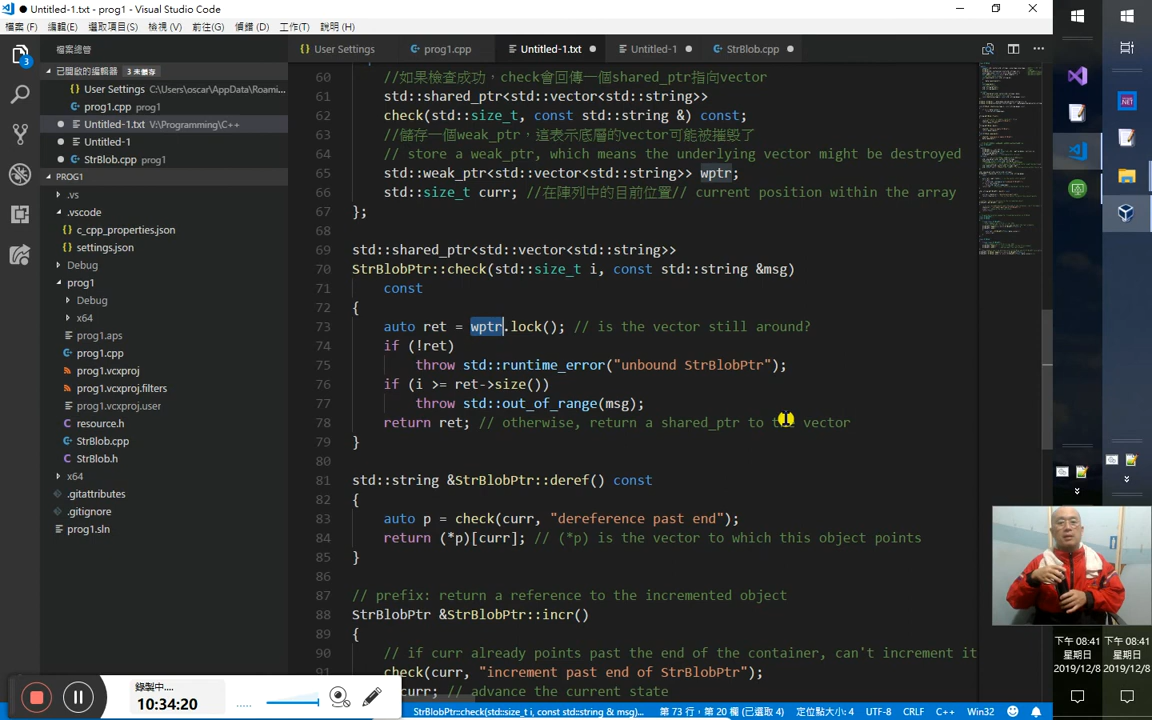 Untitled-1.txt - prog1 - Visual Studio Code
檔案 (F) 編輯(E) 選取項目(S) 檢視 (V) 前往(G) 偵錯 (D) 工作(T) 說明 (H)
檔案總管
User Settings prog1.cpp Untitled-1.txt Untitled-1 StrBlob.cpp
已開啟的編輯器 3 未儲存
User Settings C:\Users\oscar\AppData\Roami...
prog1.cpp prog1
Untitled-1.txt V:\Programming\C++
Untitled-1
StrBlob.cpp prog1
PROG1
.vs
.vscode
c_cpp_properties.json
settings.json
Debug
prog1
Debug
x64
prog1.aps
prog1.cpp
prog1.vcxproj
prog1.vcxproj.filters
prog1.vcxproj.user
resource.h
StrBlob.cpp
StrBlob.h
x64
.gitattributes
.gitignore
prog1.sln
3
60 //如果檢查成功，check會回傳一個shared_ptr指向vector
61 std::shared_ptr<std::vector<std::string>>
62 check(std::size_t, const std::string &) const;
63 //儲存一個weak_ptr，這表示底層的vector可能被摧毀了
64 // store a weak_ptr, which means the underlying vector might be destroyed
65 std::weak_ptr<std::vector<std::string>> wptr;
66 std::size_t curr; //在陣列中的目前位置// current position within the array
67 };
68
69 std::shared_ptr<std::vector<std::string>>
70 StrBlobPtr::check(std::size_t i, const std::string &msg)
71 const
72 {
73 auto ret = wptr.lock(); // is the vector still around?
74 if (!ret)
75 throw std::runtime_error("unbound StrBlobPtr");
76 if (i >= ret->size())
77 throw std::out_of_range(msg);
78 return ret; // otherwise, return a shared_ptr to the vector
79 }
80
81 std::string &StrBlobPtr::deref() const
82 {
83 auto p = check(curr, "dereference past end");
84 return (*p)[curr]; // (*p) is the vector to which this object points
85 }
86
87 // prefix: return a reference to the incremented object
88 StrBlobPtr &StrBlobPtr::incr()
89 {
90 // if curr already points past the end of the container, can't increment it
91 check(curr, "increment past end of StrBlobPtr");
curr; // advance the current state
錄製中....
10:34:20
StrBlobPtr::check(std::size_t i, const std::string & msg)... 第 73 行，第 20 欄 (已選取 4) 定位點大小: 4 UTF-8 CRLF C++ Win32
下午 08:41 下午 08:41
星期日 星期日
2019/12/8 2019/12/8